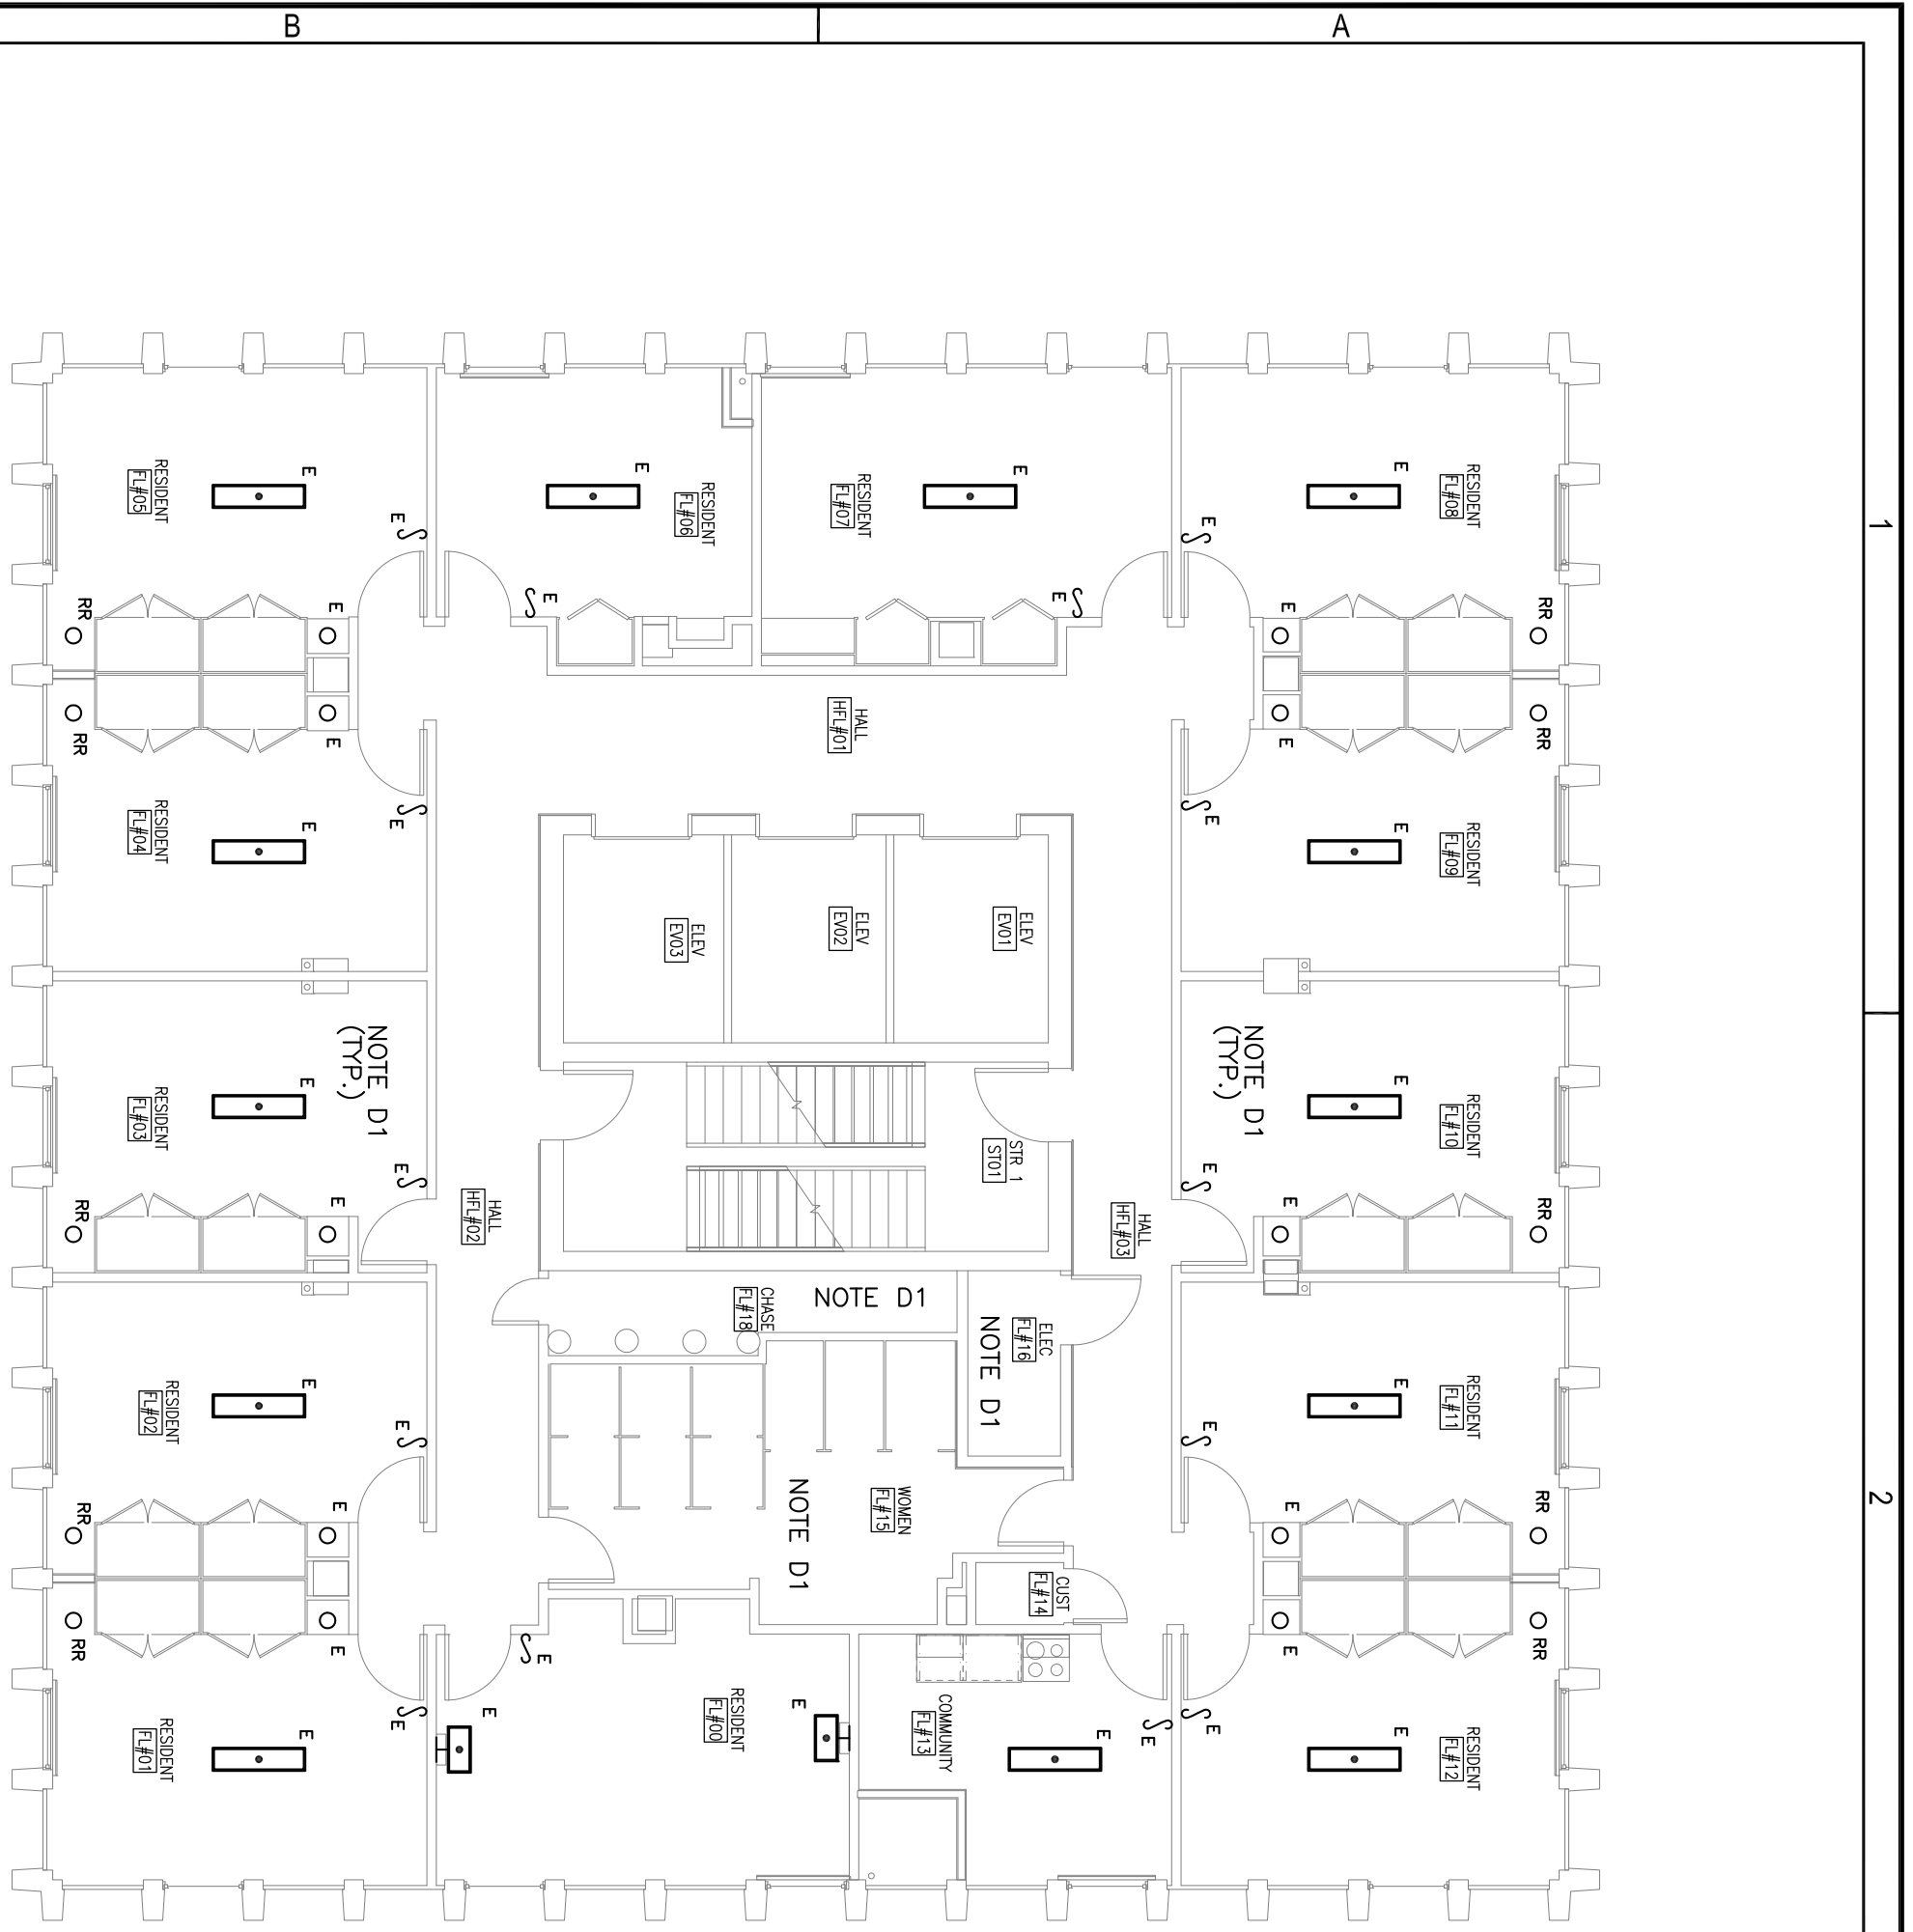 B
A
1
2
RESIDENT
FL#05
E
E
RESIDENT
FL#06
E
E
RESIDENT
FL#07
E
E
RESIDENT
FL#08
E
E
RR
E
E
RR
RR
E
E
RR
HALL
HFL#01
RESIDENT
FL#04
E
E
RESIDENT
FL#09
E
E
ELEV
EV03
ELEV
EV02
ELEV
EV01
NOTE D1
(TYP.)
NOTE D1
(TYP.)
RESIDENT
FL#03
E
E
RESIDENT
FL#10
E
E
STR 1
ST01
HALL
HFL#02
HALL
HFL#03
RR
E
E
RR
CHASE
FL#18
NOTE D1
ELEC
FL#16
NOTE D1
RESIDENT
FL#02
E
E
RESIDENT
FL#11
E
E
WOMEN
FL#15
NOTE D1
RR
E
E
RR
CUST
FL#14
RR
E
E
RR
RESIDENT
FL#01
E
E
E
E
RESIDENT
FL#00
E
COMMUNITY
FL#13
E
E
RESIDENT
FL#12
E
E